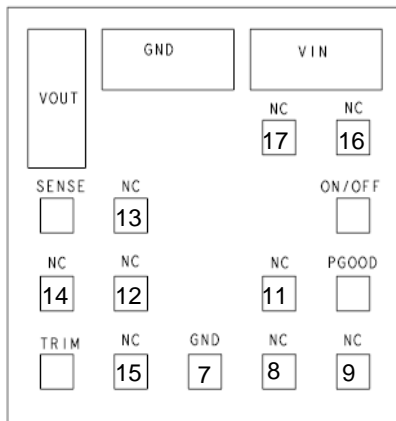 GND VIN
VOUT
NC NC
17 16
SENSE NC ON/OFF
13
NC NC NC PGOOD
14 12 11
TRIM NC GND NC NC
15 7 8 9